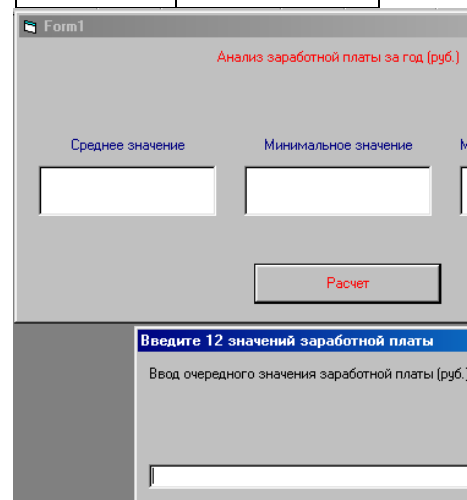 Form1
Анализ заработной платы за год (руб.)
Среднее значение Минимальное значение М
Расчет
Введите 12 значений заработной платы
Ввод очередного значения заработной платы (руб.)